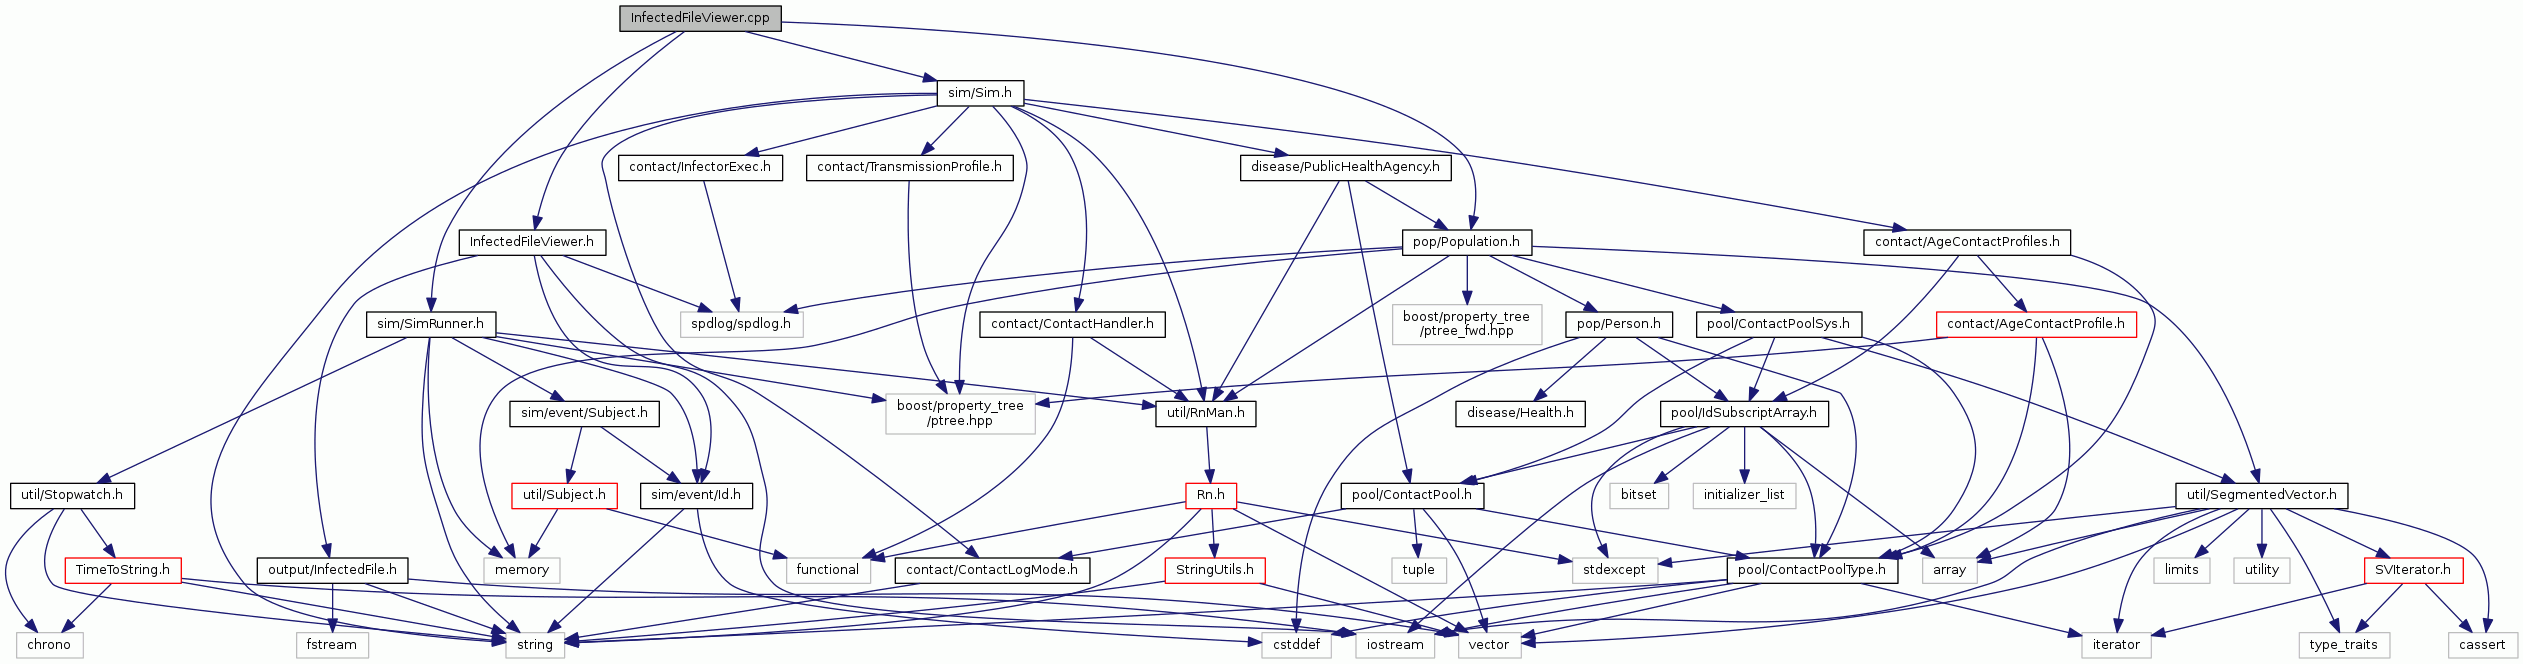 InfectedFileViewer.cpp
sim/Sim.h
contact/InfectorExec.h
contact/TransmissionProfile.h
disease/PublicHealthAgency.h
InfectedFileViewer.h
pop/Population.h
contact/AgeContactProfiles.h
sim/SimRunner.h
spdlog/spdlog.h
contact/ContactHandler.h
boost/property_tree
/ptree_fwd.hpp
pop/Person.h
pool/ContactPoolSys.h
contact/AgeContactProfile.h
sim/event/Subject.h
boost/property_tree
/ptree.hpp
util/RnMan.h
disease/Health.h
pool/IdSubscriptArray.h
util/Stopwatch.h
util/Subject.h
sim/event/Id.h
Rn.h
pool/ContactPool.h
bitset
initializer_list
util/SegmentedVector.h
TimeToString.h
output/InfectedFile.h
memory
functional
contact/ContactLogMode.h
StringUtils.h
tuple
stdexcept
pool/ContactPoolType.h
array
limits
utility
SVIterator.h
chrono
fstream
string
cstddef
iostream
vector
iterator
type_traits
cassert